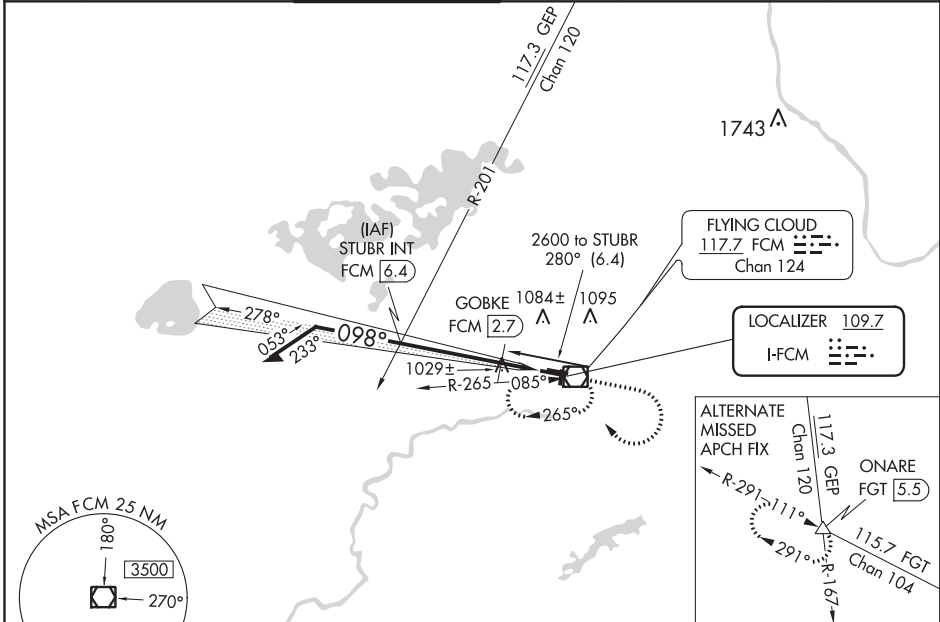 117.3 GEP
Chan 120
1743
R-201
(IAF)
STUBR INT
FCM 6.4
2600 to STUBR
280° (6.4)
FLYING CLOUD
117.7 FCM
Chan 124
GOBKE
FCM 2.7
1084±
1095
LOCALIZER 109.7
I-FCM
278°
053°
233°
098°
1029±
R-265
085°
265°
ALTERNATE
MISSED
APCH FIX
117.3 GEP
Chan 120
ONARE
FGT 5.5
R-291
111°
291°
115.7 FGT
Chan 104
R-167
MSA FCM 25 NM
180°
3500
270°